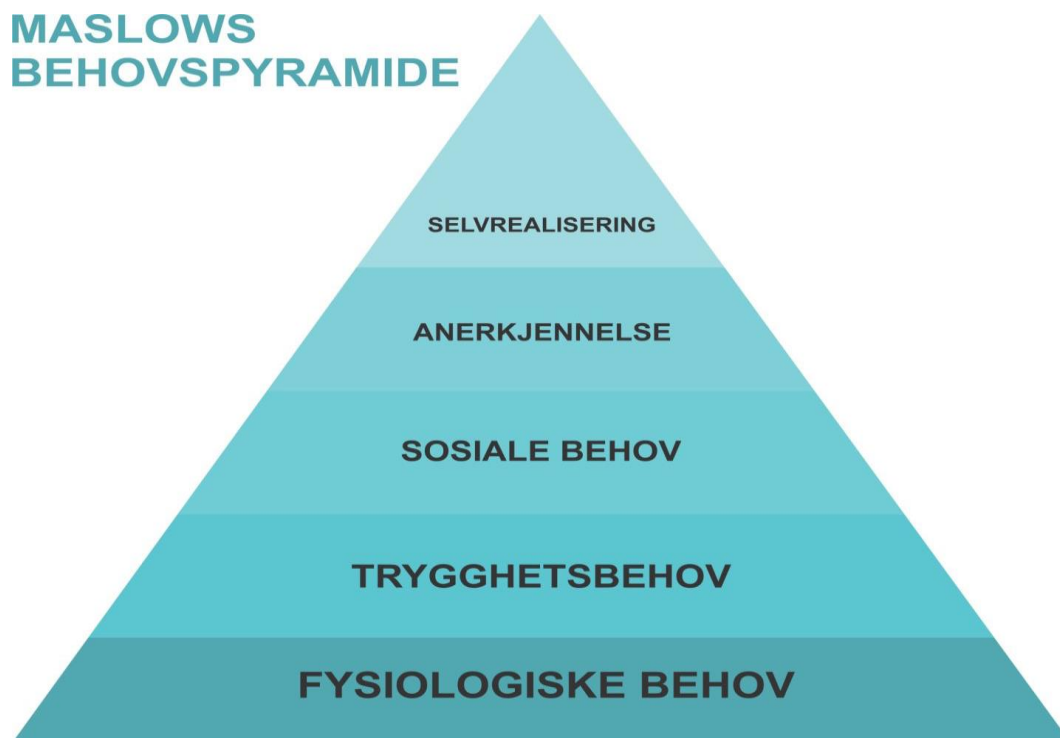 MASLOWS
BEHOVSPYRAMIDE
SELVREALISERING
ANERKJENNELSE
SOSIALE BEHOV
TRYGGHETSBEHOV
FYSIOLOGISKE BEHOV